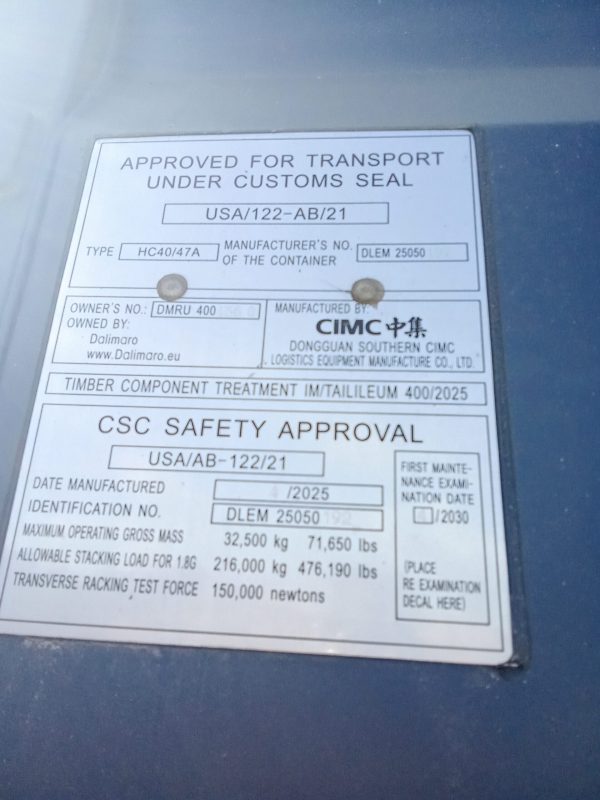 APPROVED FOR TRANSPORT
UNDER CUSTOMS SEAL
USA/122-AB/21
TYPE HC40/47A
MANUFACTURER'S NO.
OF THE CONTAINER
DLEM 25050
OWNER'S NO.: DMRU 400
OWNED BY:
Dalimaro
www.Dalimaro.eu
MANUFACTURED BY:
CIMC中集
DONGGUAN SOUTHERN CIMC
LOGISTICS EQUIPMENT MANUFACTURE CO., LTD.
TIMBER COMPONENT TREATMENT IM/TAILILEUM 400/2025
CSC SAFETY APPROVAL
USA/AB-122/21
DATE MANUFACTURED 4 /2025
IDENTIFICATION NO. DLEM 25050
MAXIMUM OPERATING GROSS MASS 32,500 kg 71,650 lbs
ALLOWABLE STACKING LOAD FOR 1.8G 216,000 kg 476,190 lbs
TRANSVERSE RACKING TEST FORCE 150,000 newtons
FIRST MAINTE-
NANCE EXAMI-
NATION DATE
/2030
(PLACE
RE EXAMINATION
DECAL HERE)